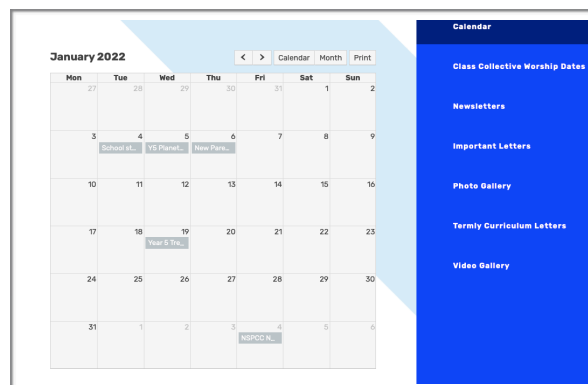 Calendar
Class Collective Worship Dates
Newsletters
Important Letters
Photo Gallery
Termly Curriculum Letters
Video Gallery
January 2022
< > Calendar Month Print
Mon Tue Wed Thu Fri Sat Sun
27 28 29 30 31 1 2
3 4 5 6 7 8 9
School st... Y5 Planet... New Pare...
10 11 12 13 14 15 16
17 18 19 20 21 22 23
Year 5 Tre...
24 25 26 27 28 29 30
31 1 2 3 4 5 6
NSPCC N...